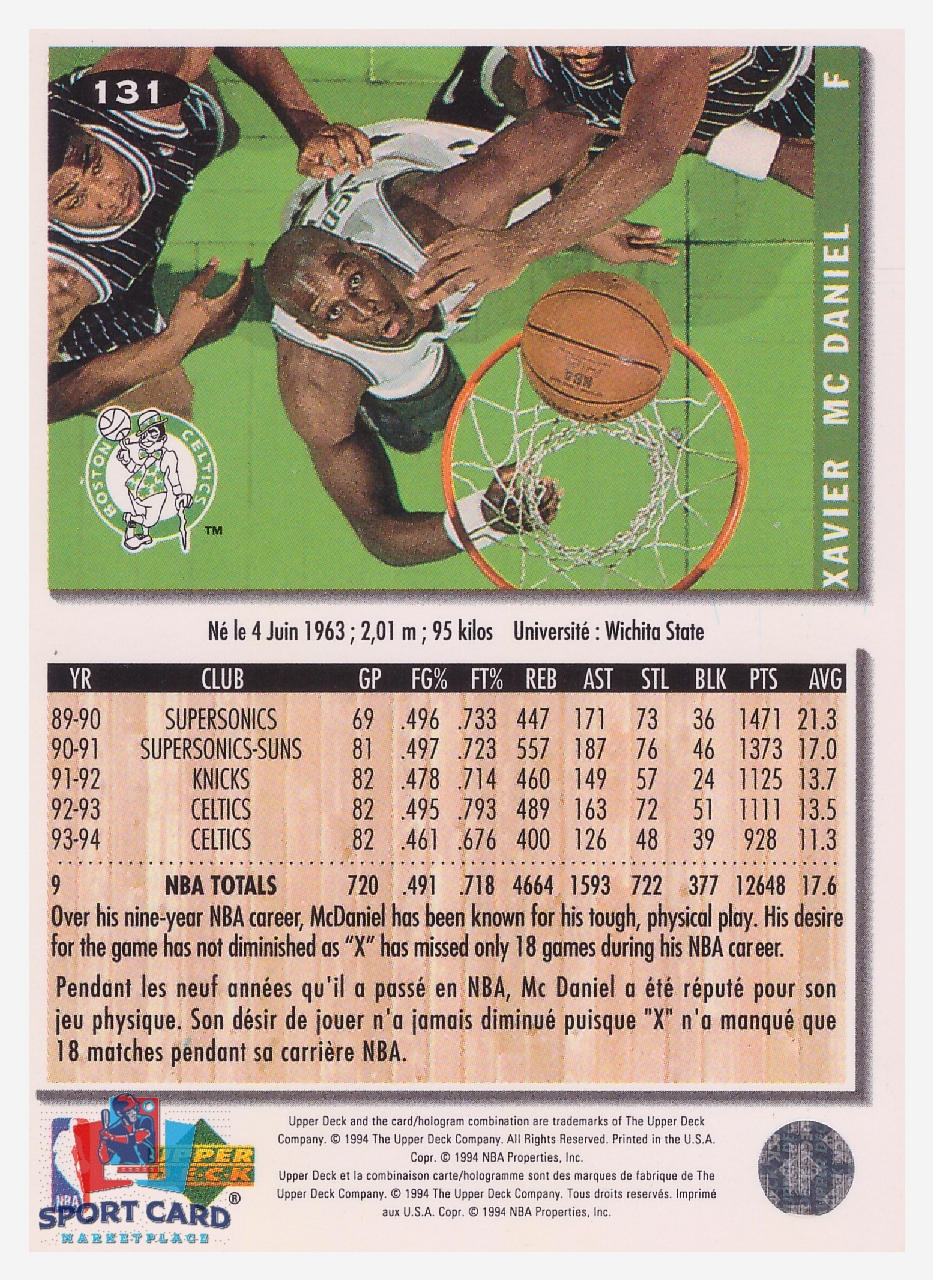 131
XAVIER MC DANIEL F
BOSTON CELTICS
TM
NBA
Né le 4 Juin 1963 ; 2,01 m ; 95 kilos Université : Wichita State
YR CLUB GP FG% FT% REB AST STL BLK PTS AVG
89-90 SUPERSONICS 69 .496 .733 447 171 73 36 1471 21.3
90-91 SUPERSONICS-SUNS 81 .497 .723 557 187 76 46 1373 17.0
91-92 KNICKS 82 .478 .714 460 149 57 24 1125 13.7
92-93 CELTICS 82 .495 .793 489 163 72 51 1111 13.5
93-94 CELTICS 82 .461 .676 400 126 48 39 928 11.3
9 NBA TOTALS 720 .491 .718 4664 1593 722 377 12648 17.6
Over his nine-year NBA career, McDaniel has been known for his tough, physical play. His desire
for the game has not diminished as "X" has missed only 18 games during his NBA career.
Pendant les neuf années qu'il a passé en NBA, Mc Daniel a été réputé pour son
jeu physique. Son désir de jouer n'a jamais diminué puisque "X" n'a manqué que
18 matches pendant sa carrière NBA.
Upper Deck and the card/hologram combination are trademarks of The Upper Deck
Company. © 1994 The Upper Deck Company. All Rights Reserved. Printed in the U.S.A.
Copr. © 1994 NBA Properties, Inc.
Upper Deck et la combinaison carte/hologramme sont des marques de fabrique de The
Upper Deck Company. © 1994 The Upper Deck Company. Tous droits reservés. Imprimé
aux U.S.A. Copr. © 1994 NBA Properties, Inc.
NBA
UPPER DECK ®
SPORT CARD
MARKETPLACE